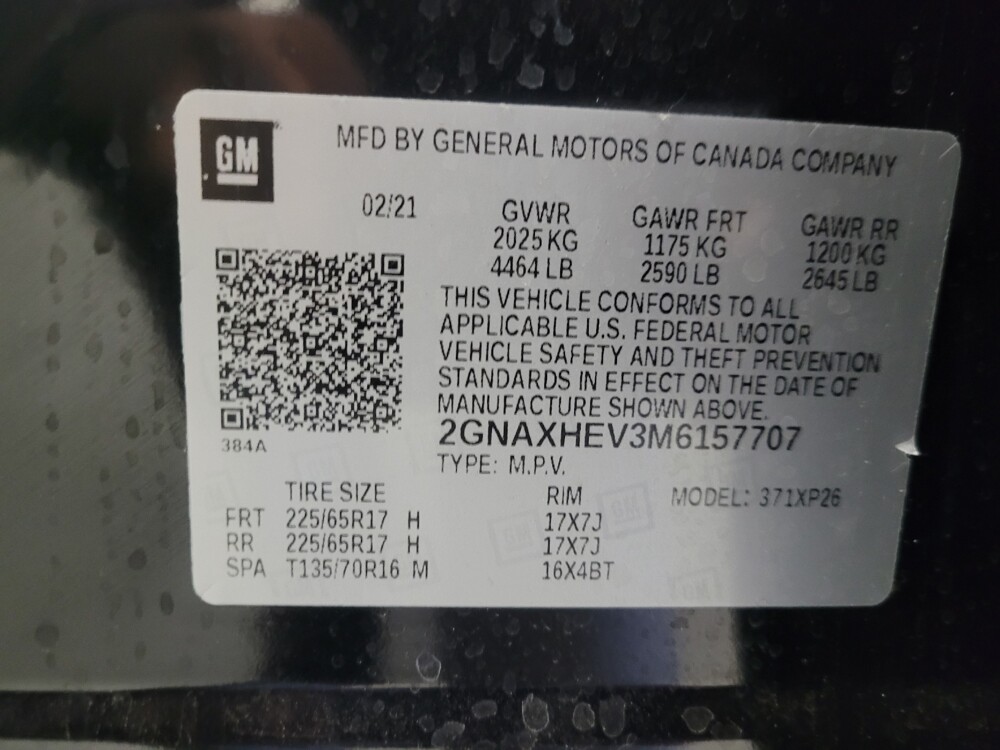 GM
MFD BY GENERAL MOTORS OF CANADA COMPANY
02/21
GVWR GAWR FRT GAWR RR
2025 KG 1175 KG 1200 KG
4464 LB 2590 LB 2645 LB
THIS VEHICLE CONFORMS TO ALL
APPLICABLE U.S. FEDERAL MOTOR
VEHICLE SAFETY AND THEFT PREVENTION
STANDARDS IN EFFECT ON THE DATE OF
MANUFACTURE SHOWN ABOVE.
2GNAXHEV3M6157707
384A
TYPE: M.P.V.
TIRE SIZE RIM MODEL: 371XP26
FRT 225/65R17 H 17X7J
RR 225/65R17 H 17X7J
SPA T135/70R16 M 16X4BT